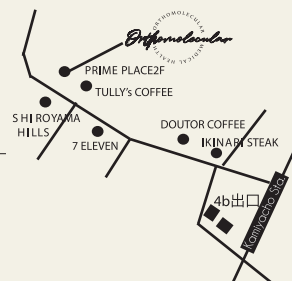 ORTHOMOLECULAR
Orthomolecular
MEDICAL HEALTH
PRIME PLACE2F
TULLY's COFFEE
SHIROYAMA
HILLS
7 ELEVEN
DOUTOR COFFEE
IKINARI STEAK
4b出口
Kamiyacho Sta.